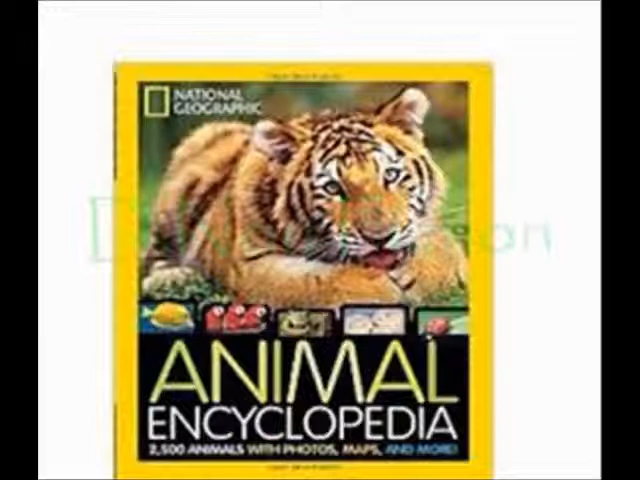 NATIONAL
GEOGRAPHIC
ANIMAL
ENCYCLOPEDIA
2,500 ANIMALS WITH PHOTOS, MAPS, AND MORE!